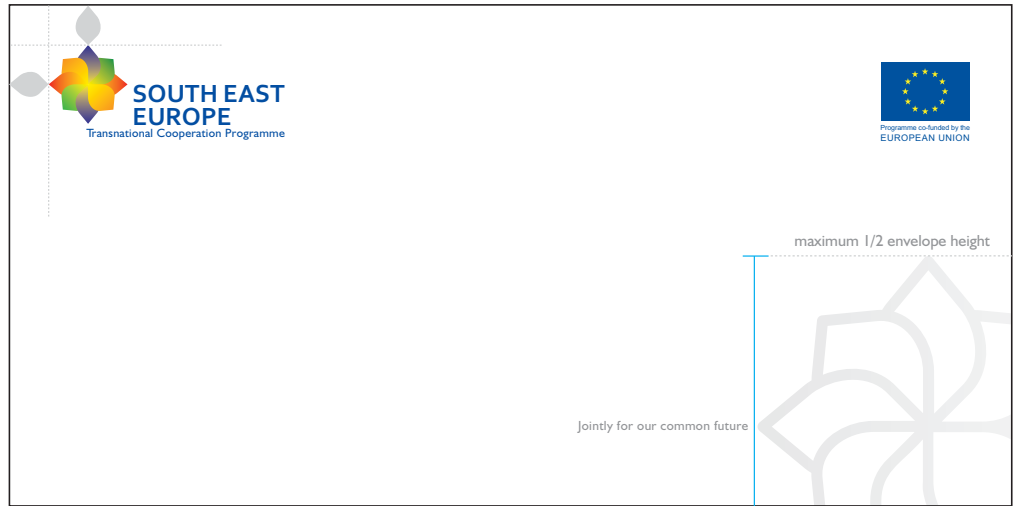 SOUTH EAST
EUROPE
Transnational Cooperation Programme
Programme co-funded by the
EUROPEAN UNION
maximum 1/2 envelope height
Jointly for our common future